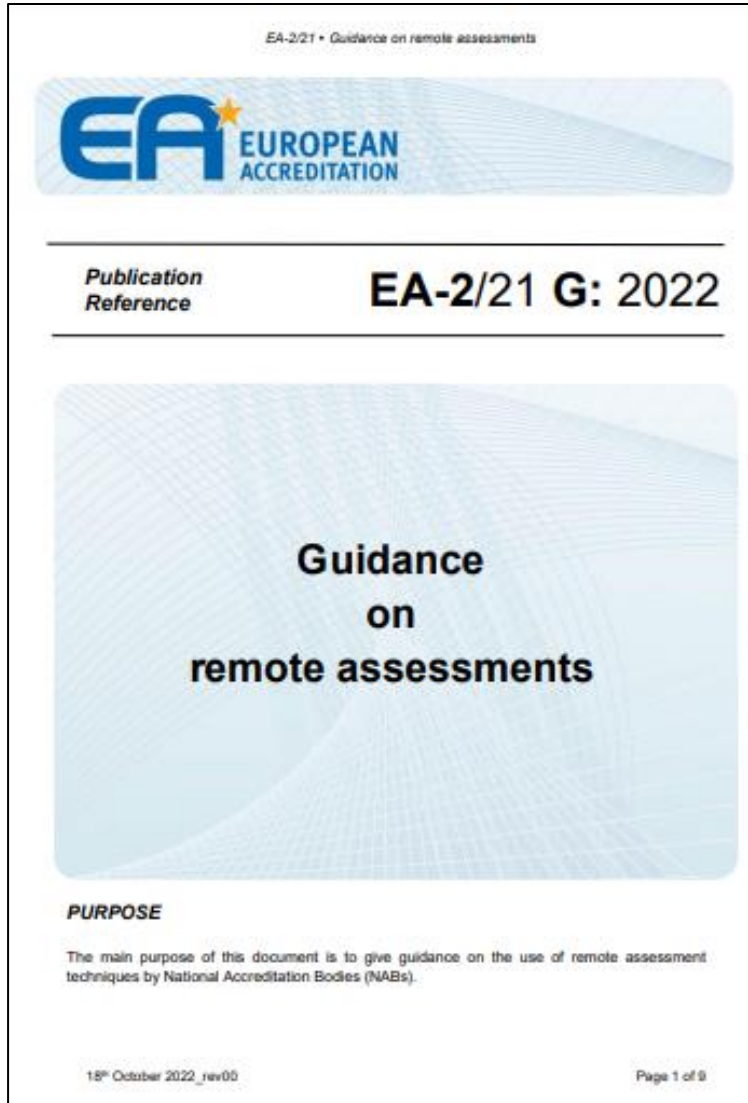 EA-2/21 • Guidance on remote assessments
EA EUROPEAN
ACCREDITATION
Publication
Reference
EA-2/21 G: 2022
Guidance
on
remote assessments
PURPOSE
The main purpose of this document is to give guidance on the use of remote assessment
techniques by National Accreditation Bodies (NABs).
18th October 2022_rev00
Page 1 of 9